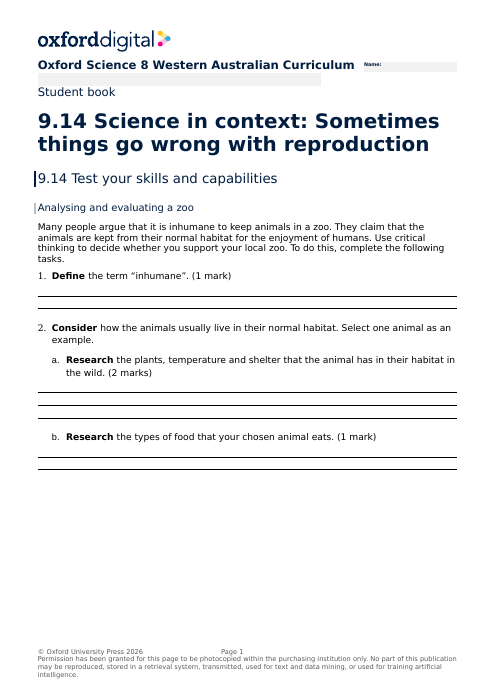 oxforddigital
Oxford Science 8 Western Australian Curriculum Name:
Student book
9.14 Science in context: Sometimes
things go wrong with reproduction
9.14 Test your skills and capabilities
Analysing and evaluating a zoo
Many people argue that it is inhumane to keep animals in a zoo. They claim that the
animals are kept from their normal habitat for the enjoyment of humans. Use critical
thinking to decide whether you support your local zoo. To do this, complete the following
tasks.
1. Define the term “inhumane”. (1 mark)
2. Consider how the animals usually live in their normal habitat. Select one animal as an
example.
a. Research the plants, temperature and shelter that the animal has in their habitat in
the wild. (2 marks)
b. Research the types of food that your chosen animal eats. (1 mark)
© Oxford University Press 2026 Page 1
Permission has been granted for this page to be photocopied within the purchasing institution only. No part of this publication
may be reproduced, stored in a retrieval system, transmitted, used for text and data mining, or used for training artificial
intelligence.